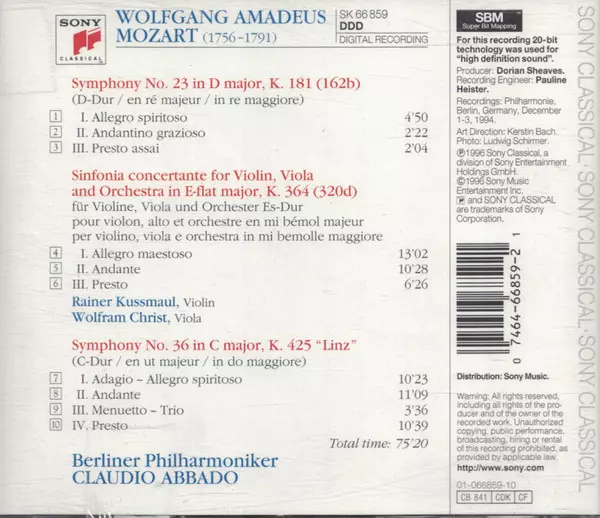 SONY
CLASSICAL
WOLFGANG AMADEUS
MOZART (1756–1791)
SK 66 859
DDD
DIGITAL RECORDING
Symphony No. 23 in D major, K. 181 (162b)
(D-Dur / en ré majeur / in re maggiore)
1 I. Allegro spiritoso 4'50
2 II. Andantino grazioso 2'22
3 III. Presto assai 2'04
Sinfonia concertante for Violin, Viola
and Orchestra in E-flat major, K. 364 (320d)
für Violine, Viola und Orchester Es-Dur
pour violon, alto et orchestre en mi bémol majeur
per violino, viola e orchestra in mi bemolle maggiore
4 I. Allegro maestoso 13'02
5 II. Andante 10'28
6 III. Presto 6'26
Rainer Kussmaul, Violin
Wolfram Christ, Viola
Symphony No. 36 in C major, K. 425 "Linz"
(C-Dur / en ut majeur / in do maggiore)
7 I. Adagio – Allegro spiritoso 10'23
8 II. Andante 11'09
9 III. Menuetto – Trio 3'36
10 IV. Presto 10'39
Total time: 75'20
Berliner Philharmoniker
CLAUDIO ABBADO
SBM
Super Bit Mapping
For this recording 20-bit
technology was used for
"high definition sound".
Producer: Dorian Sheaves.
Recording Engineer: Pauline
Heister.
Recordings: Philharmonie,
Berlin, Germany, December
1-3, 1994.
Art Direction: Kerstin Bach.
Photo: Ludwig Schirmer.
℗1996 Sony Classical, a
division of Sony Entertainment
Holdings GmbH.
©1996 Sony Music
Entertainment Inc.
and SONY CLASSICAL
are trademarks of Sony
Corporation.
0 7464-66859-2 1
Distribution: Sony Music.
Warning: All rights reserved,
including all rights of the pro-
ducer and of the owner of the
recorded work. Unauthorized
copying, public performance,
broadcasting, hiring or rental
of this recording prohibited, as
provided by applicable law.
http://www.sony.com
01-066859-10
CB 841 CDK CF
SONY CLASSICAL · SONY CLASSICAL · SONY CLASSICAL